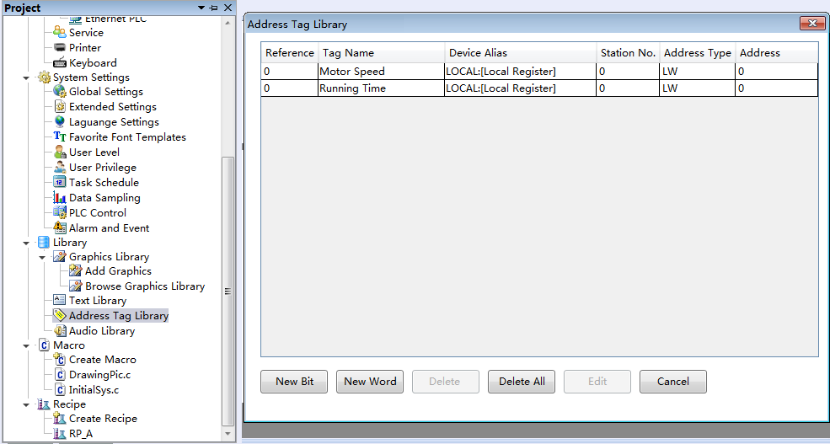 Project
Ethernet PLC
Service
Printer
Keyboard
System Settings
Global Settings
Extended Settings
Laguange Settings
Favorite Font Templates
User Level
User Privilege
Task Schedule
Data Sampling
PLC Control
Alarm and Event
Library
Graphics Library
Add Graphics
Browse Graphics Library
Text Library
Address Tag Library
Audio Library
Macro
Create Macro
DrawingPic.c
InitialSys.c
Recipe
Create Recipe
RP_A
Address Tag Library
Reference Tag Name Device Alias Station No. Address Type Address
0 Motor Speed LOCAL:[Local Register] 0 LW 0
0 Running Time LOCAL:[Local Register] 0 LW 0
New Bit New Word Delete Delete All Edit Cancel